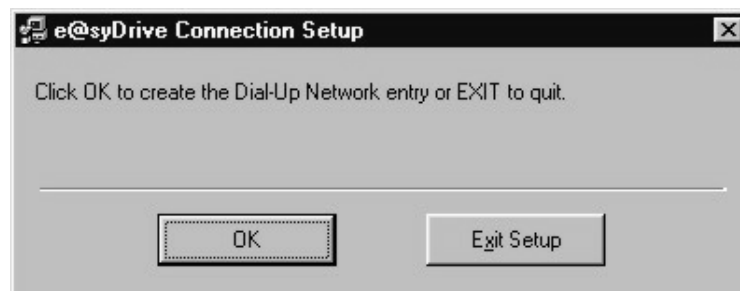 e@syDrive Connection Setup
Click OK to create the Dial-Up Network entry or EXIT to quit.
OK
Exit Setup